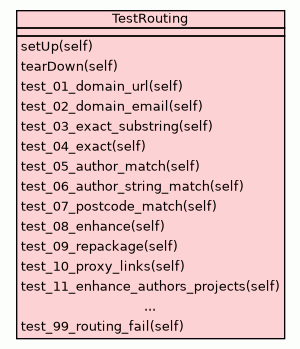 TestRouting
setUp(self)
tearDown(self)
test_01_domain_url(self)
test_02_domain_email(self)
test_03_exact_substring(self)
test_04_exact(self)
test_05_author_match(self)
test_06_author_string_match(self)
test_07_postcode_match(self)
test_08_enhance(self)
test_09_repackage(self)
test_10_proxy_links(self)
test_11_enhance_authors_projects(self)
...
test_99_routing_fail(self)